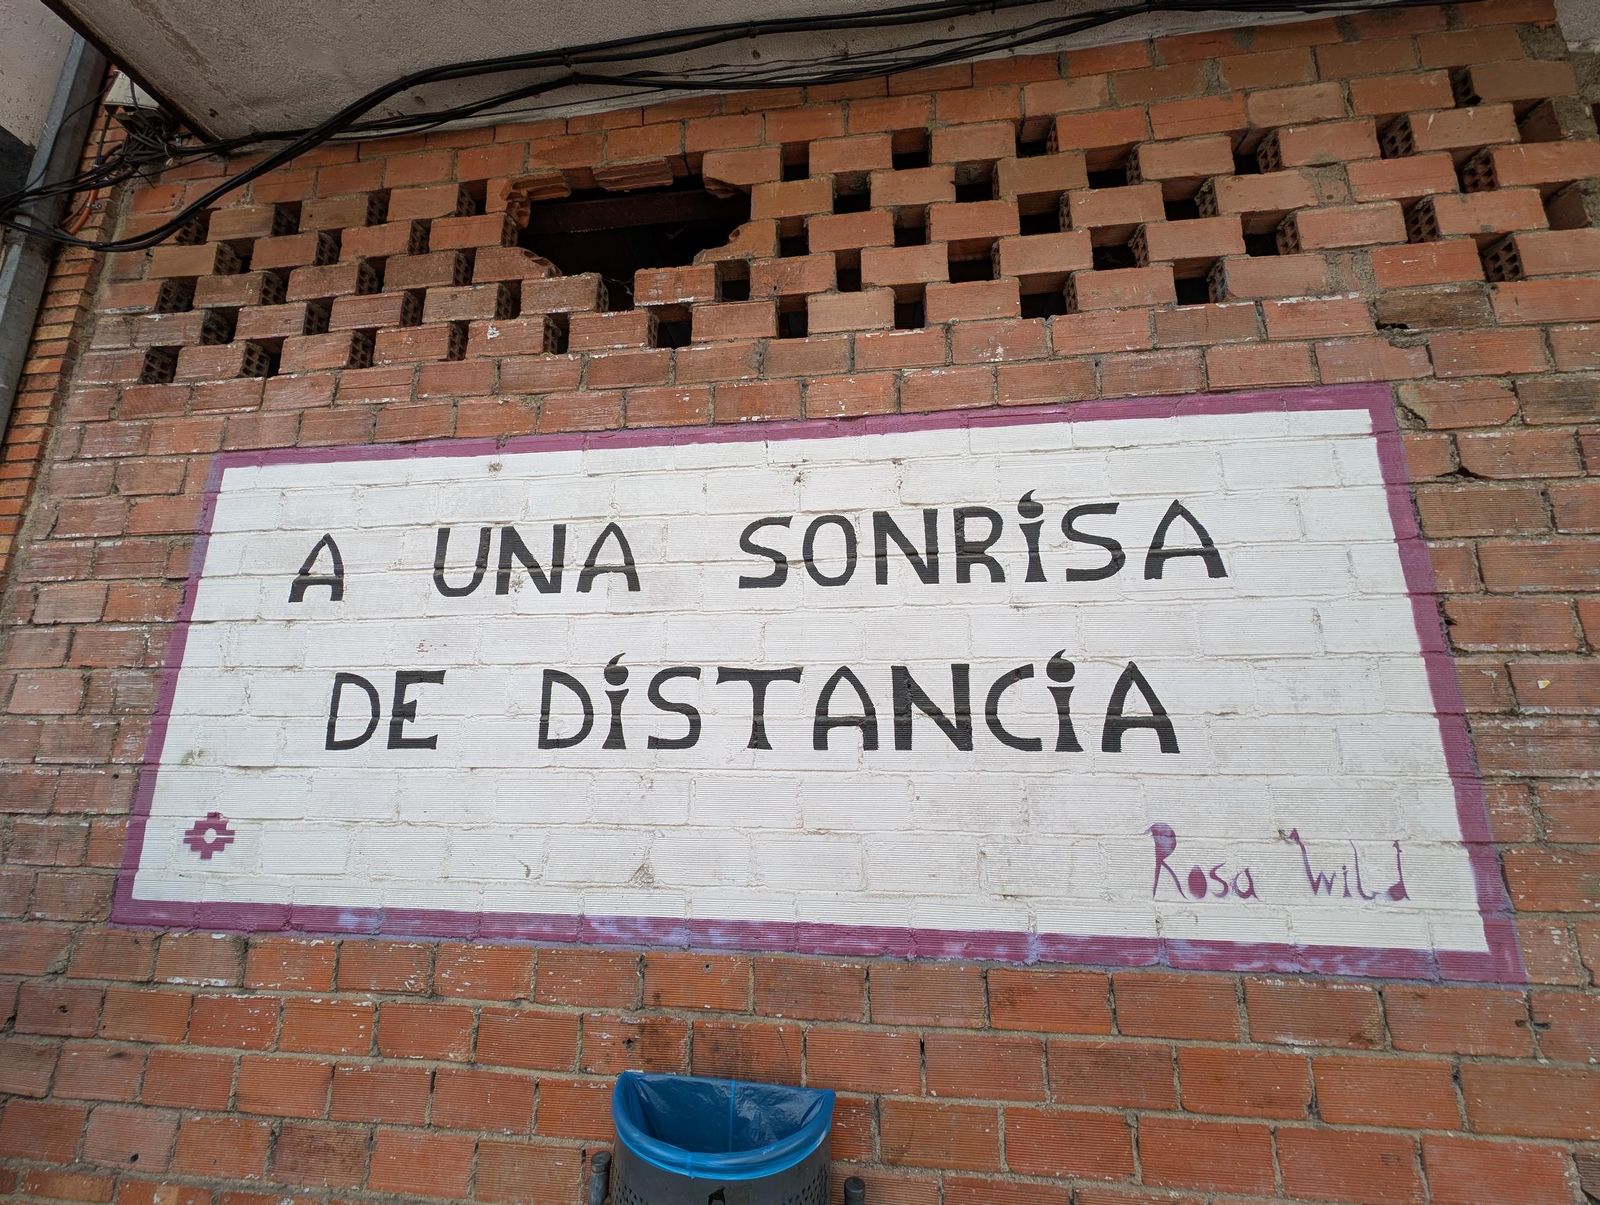 A UNA SONRiSA
DE DiSTANCiA
Rosa Wild